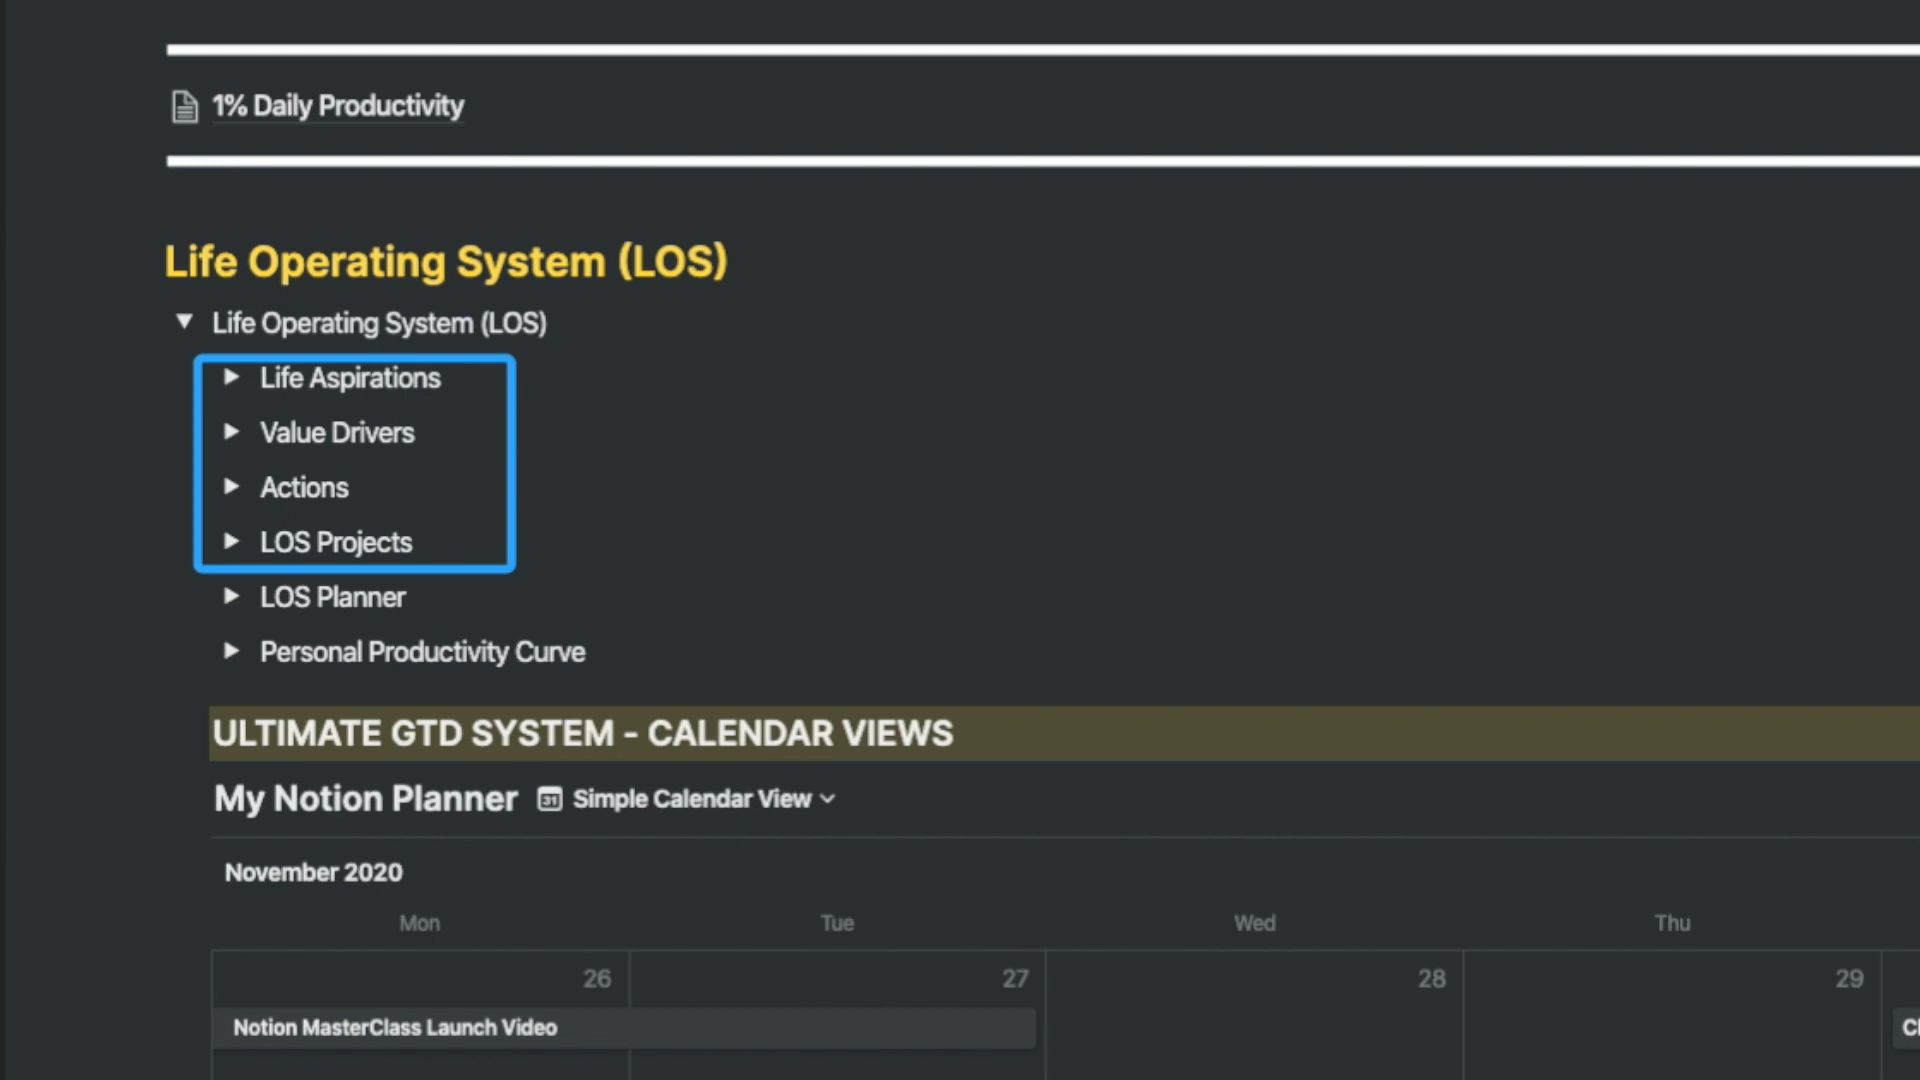 1% Daily Productivity
Life Operating System (LOS)
Life Operating System (LOS)
Life Aspirations
Value Drivers
Actions
LOS Projects
LOS Planner
Personal Productivity Curve
ULTIMATE GTD SYSTEM - CALENDAR VIEWS
My Notion Planner 31 Simple Calendar View
November 2020
Mon Tue Wed Thu
26 27 28 29
Notion MasterClass Launch Video